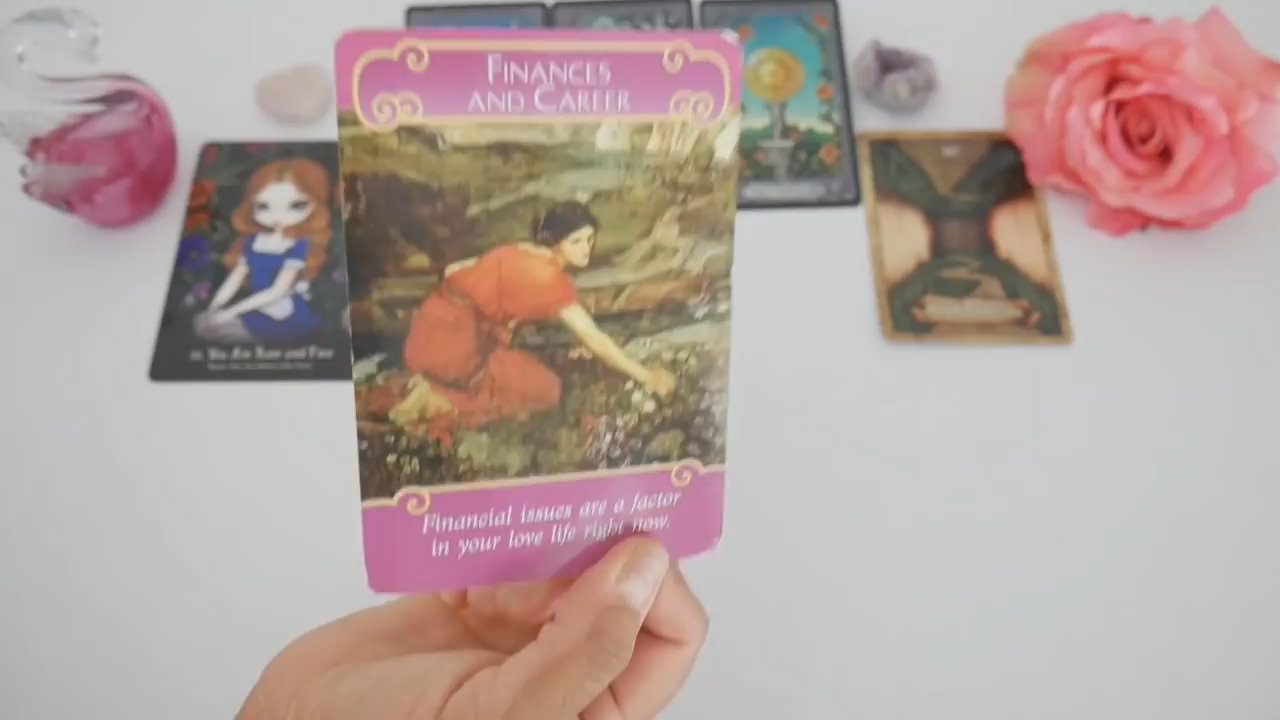 FINANCES
AND CAREER
Financial issues are a factor
in your love life right now.